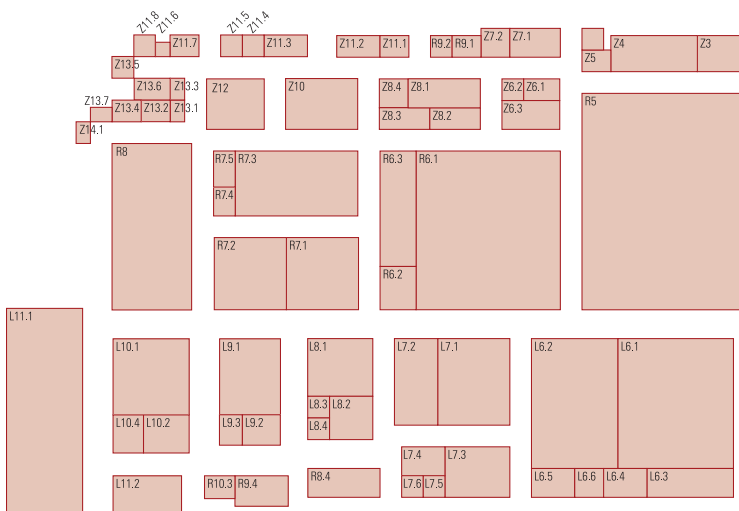 Z11.8 Z11.6 Z11.7 Z11.5 Z11.4 Z11.3 Z11.2 Z11.1 R9.2 R9.1 Z7.2 Z7.1 Z5 Z4 Z3
Z13.5
Z13.6 Z13.3 Z12 Z10 Z8.4 Z8.1 Z6.2 Z6.1 R5
Z13.7 Z13.4 Z13.2 Z13.1 Z8.3 Z8.2 Z6.3
Z14.1
R8 R7.5 R7.3 R6.3 R6.1
R7.4
R7.2 R7.1
R6.2
L11.1
L10.1 L9.1 L8.1 L7.2 L7.1 L6.2 L6.1
L8.3 L8.2
L10.4 L10.2 L9.3 L9.2 L8.4
L7.4 L7.3
L11.2 R10.3 R9.4 R8.4 L7.6 L7.5 L6.5 L6.6 L6.4 L6.3